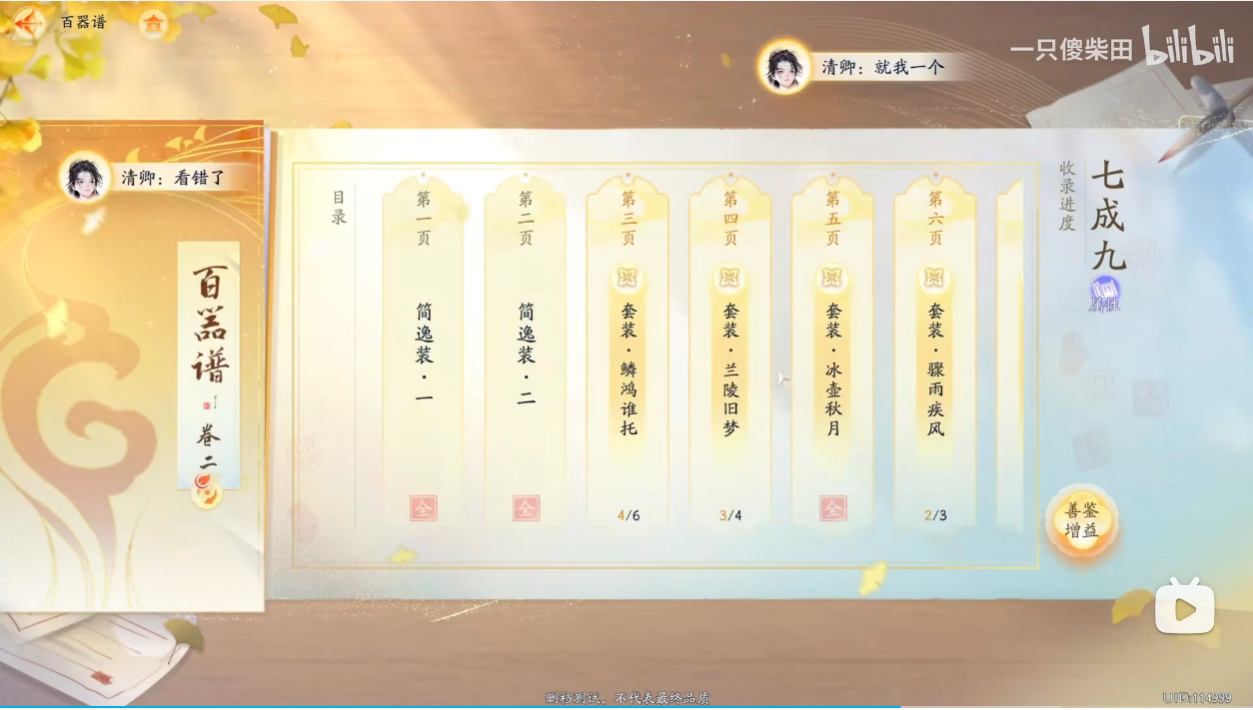 百器谱
清卿：就我一个
一只傻柴田 bilibili
清卿：看错了
百器谱
卷二
目录
第一页
简逸装·一
全
第二页
简逸装·二
全
第三页
套装·鳞鸿谁托
4/6
第四页
套装·兰陵旧梦
3/4
第五页
套装·冰壶秋月
全
第六页
套装·骤雨疾风
2/3
收录进度
七成九
属性
善鉴
增益
删档测试，不代表最终品质
UID:114999